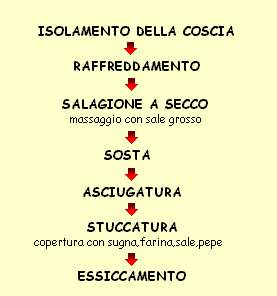 ISOLAMENTO DELLA COSCIA
RAFFREDDAMENTO
SALAGIONE A SECCO
massaggio con sale grosso
SOSTA
ASCIUGATURA
STUCCATURA
copertura con sugna,farina,sale,pepe
ESSICCAMENTO